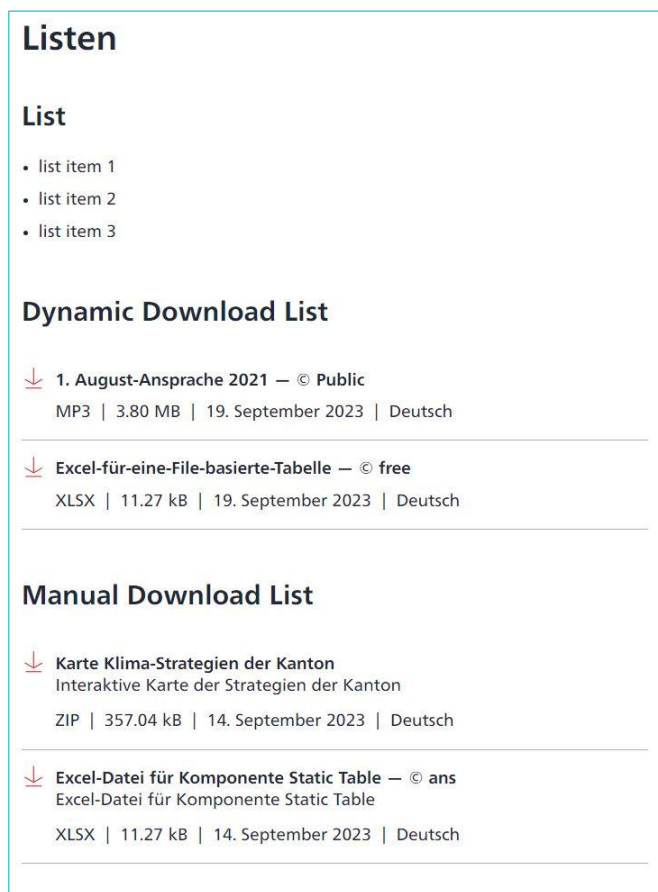 Listen
List
• list item 1
• list item 2
• list item 3
Dynamic Download List
1. August-Ansprache 2021 — © Public
MP3 | 3.80 MB | 19. September 2023 | Deutsch
Excel-für-eine-File-basierte-Tabelle — © free
XLSX | 11.27 kB | 19. September 2023 | Deutsch
Manual Download List
Karte Klima-Strategien der Kanton
Interaktive Karte der Strategien der Kanton
ZIP | 357.04 kB | 14. September 2023 | Deutsch
Excel-Datei für Komponente Static Table — © ans
Excel-Datei für Komponente Static Table
XLSX | 11.27 kB | 14. September 2023 | Deutsch